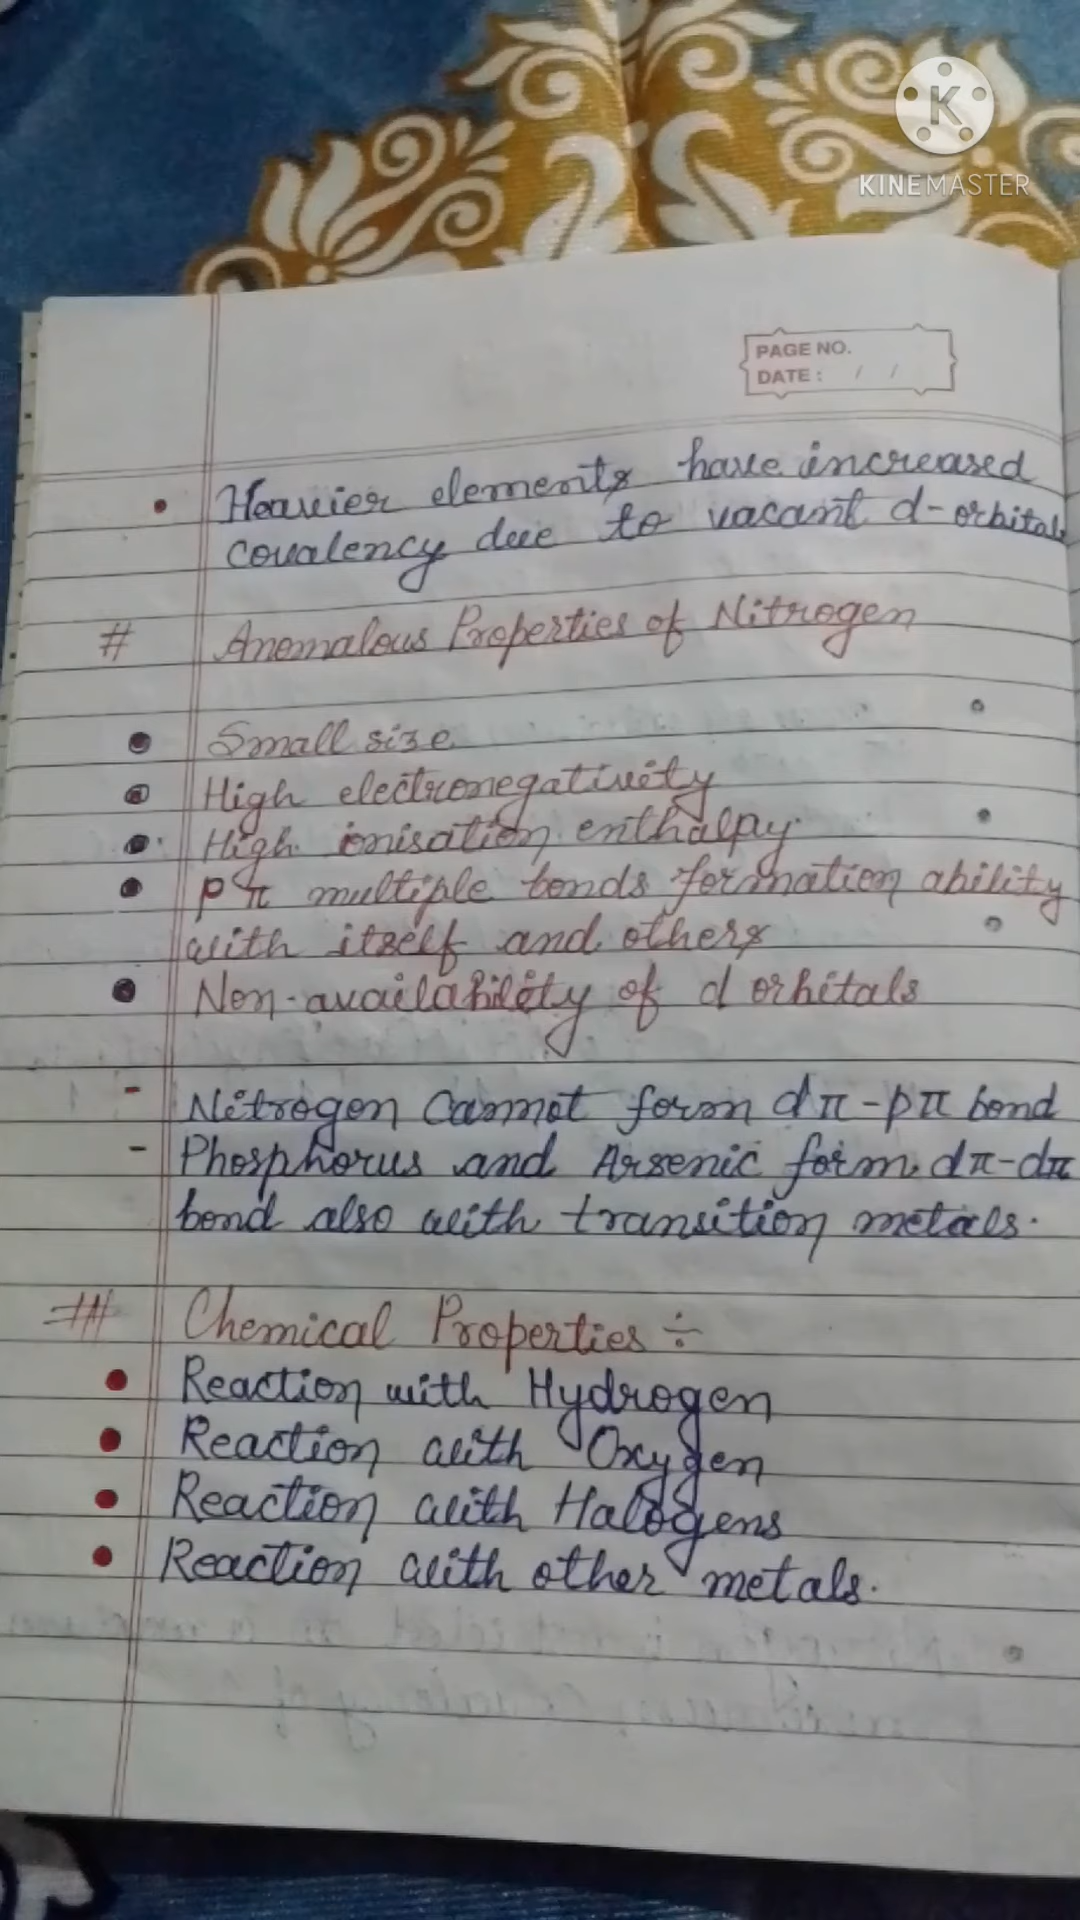 K
KINEMASTER
PAGE NO.
DATE : / /
• Heavier elements have increased
covalency due to vacant d-orbitals
# Anomalous Properties of Nitrogen
• Small size
• High electronegativity
• High ionisation enthalpy.
• pπ multiple bonds formation ability
with itself and others
• Non-availability of d orbitals
- Nitrogen cannot form dπ-pπ bond
- Phosphorus and Arsenic form dπ-dπ
bond also with transition metals.
# Chemical Properties ÷
• Reaction with Hydrogen
• Reaction with Oxygen
• Reaction with Halogens
• Reaction with other metals.